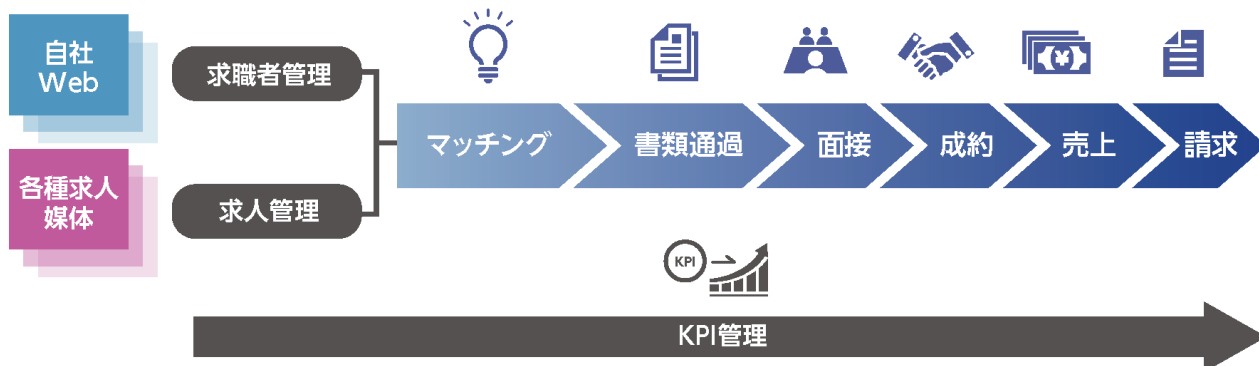 自社
Web
求職者管理
各種求人
媒体
求人管理
マッチング
書類通過
面接
成約
売上
請求
KPI
KPI管理